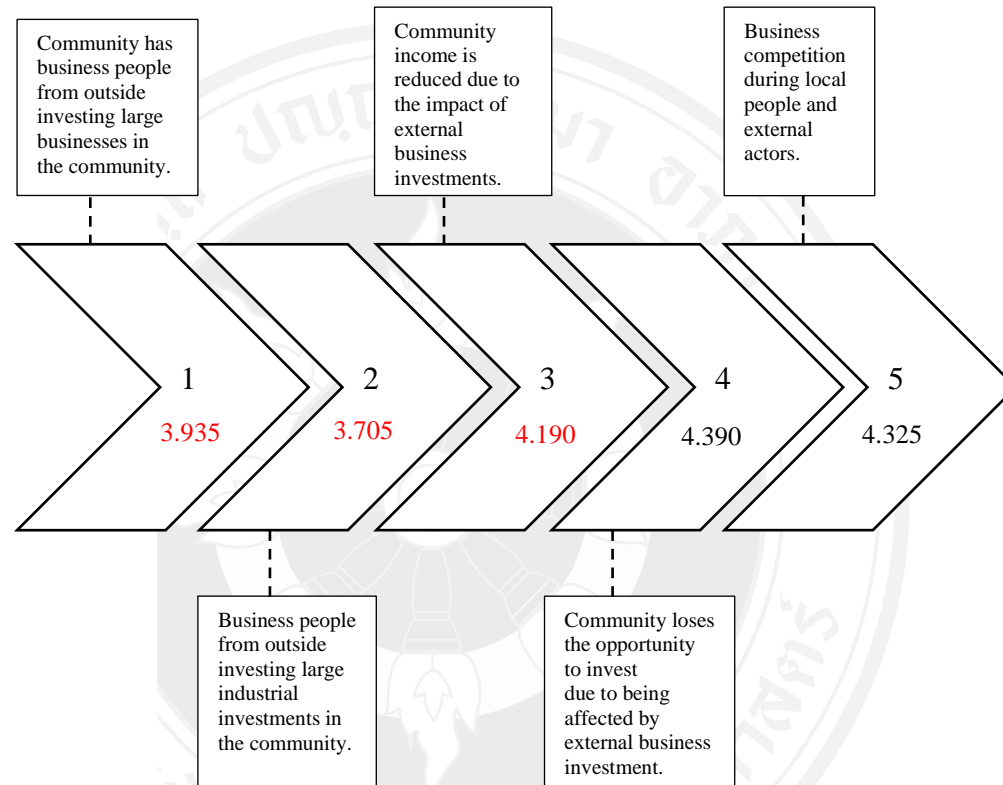 Community has
business people
from outside
investing large
businesses in
the community.
Community
income is
reduced due to
the impact of
external
business
investments.
Business
competition
during local
people and
external
actors.
1
3.935
2
3.705
3
4.190
4
4.390
5
4.325
Business people
from outside
investing large
industrial
investments in
the community.
Community loses
the opportunity
to invest
due to being
affected by
external business
investment.